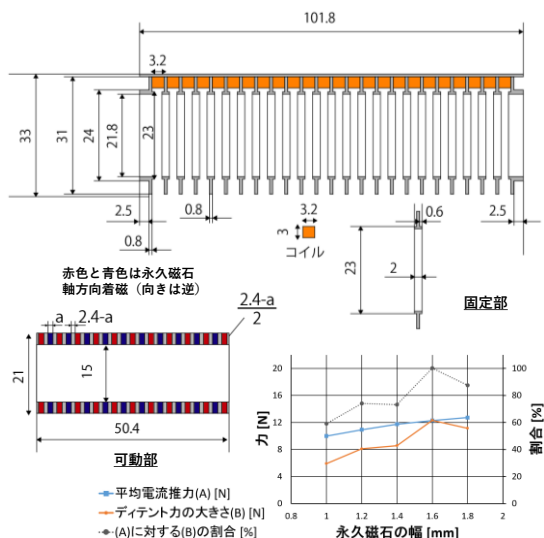 101.8
3.2
33
31
24
21.8
23
2.5
0.8
0.8
3.2
3
コイル
0.6
2.5
23
2
固定部
赤色と青色は永久磁石
軸方向着磁（向きは逆）
a
2.4-a
2.4-a
2
21
15
50.4
可動部
力 [N]
20
16
12
8
4
0
100
80
60
40
20
0
割合 [%]
0.8
1
1.2
1.4
1.6
1.8
2
永久磁石の幅 [mm]
平均電流推力(A) [N]
ディテント力の大きさ(B) [N]
(A)に対する(B)の割合 [%]